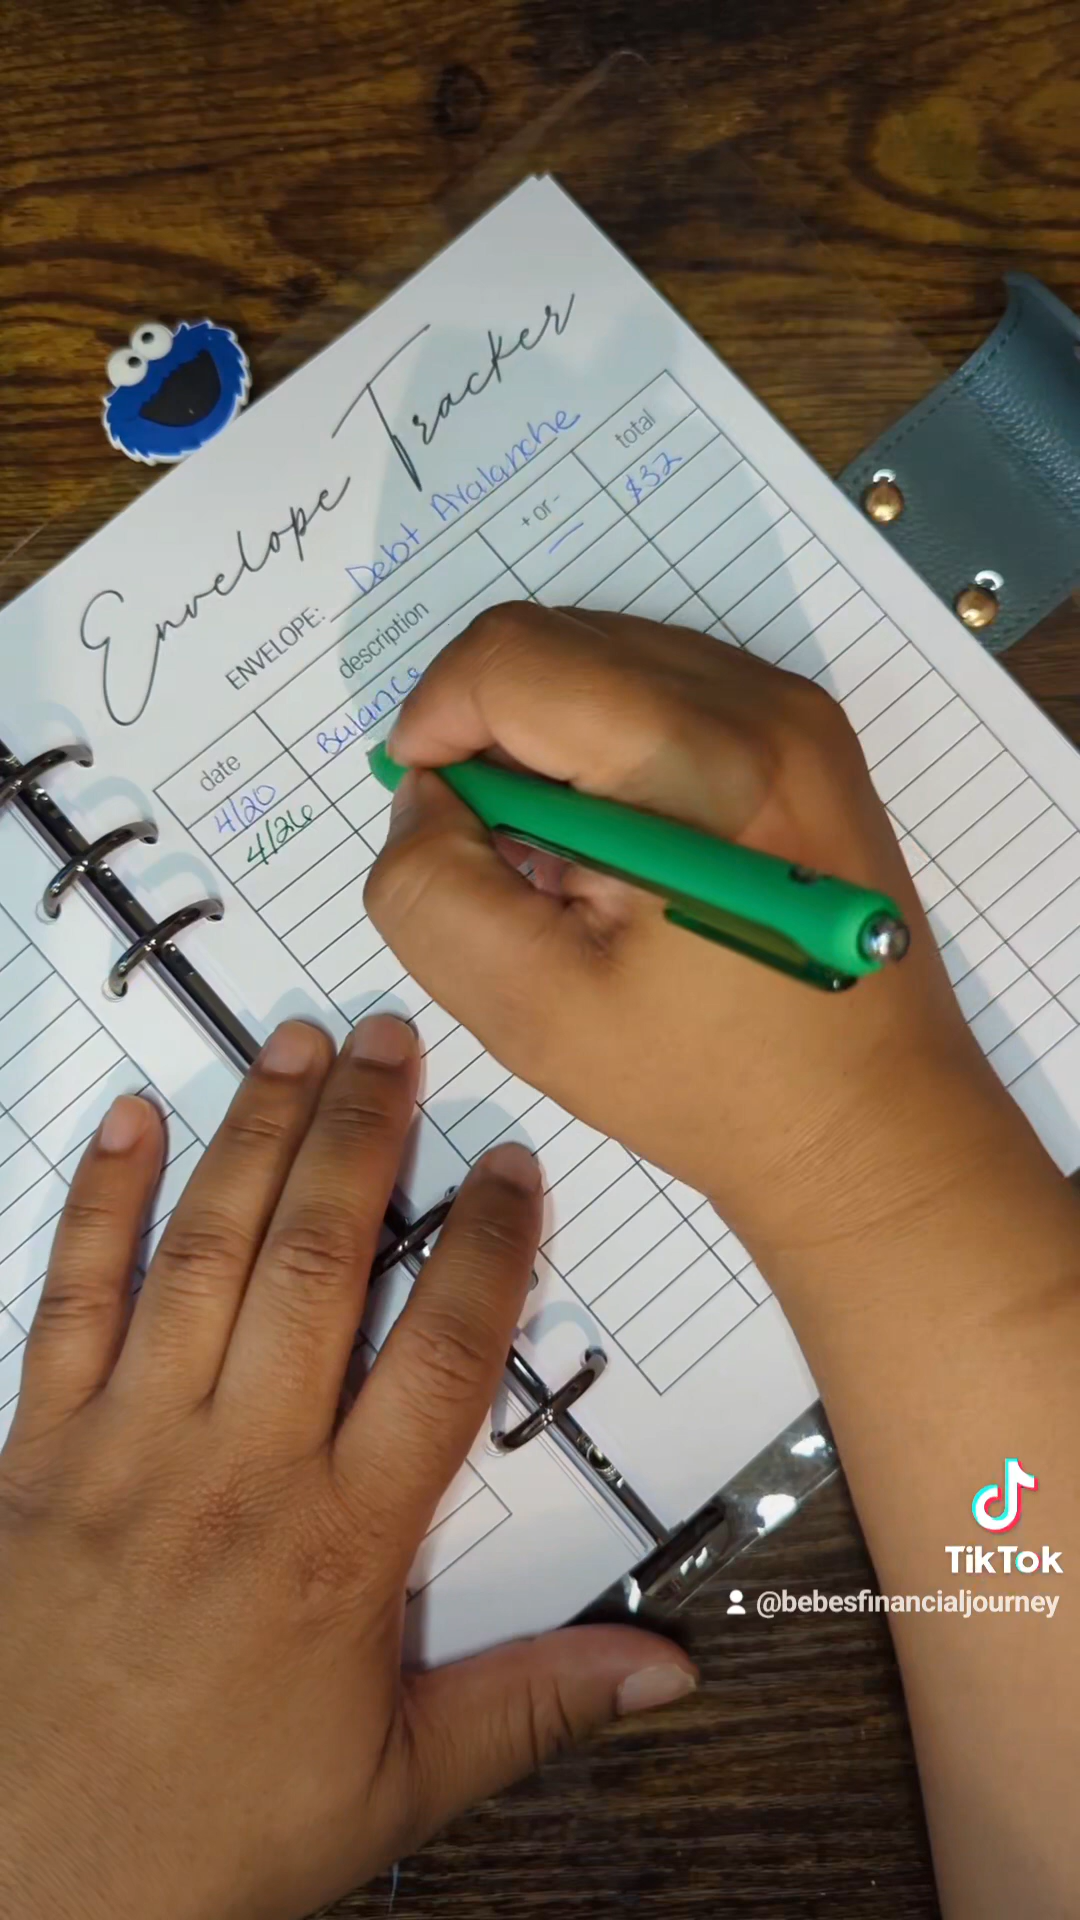 Envelope Tracker
ENVELOPE: Debt Avalanche
date description + or - total
4/20 Balance — $32
4/26
TikTok
@bebesfinancialjourney